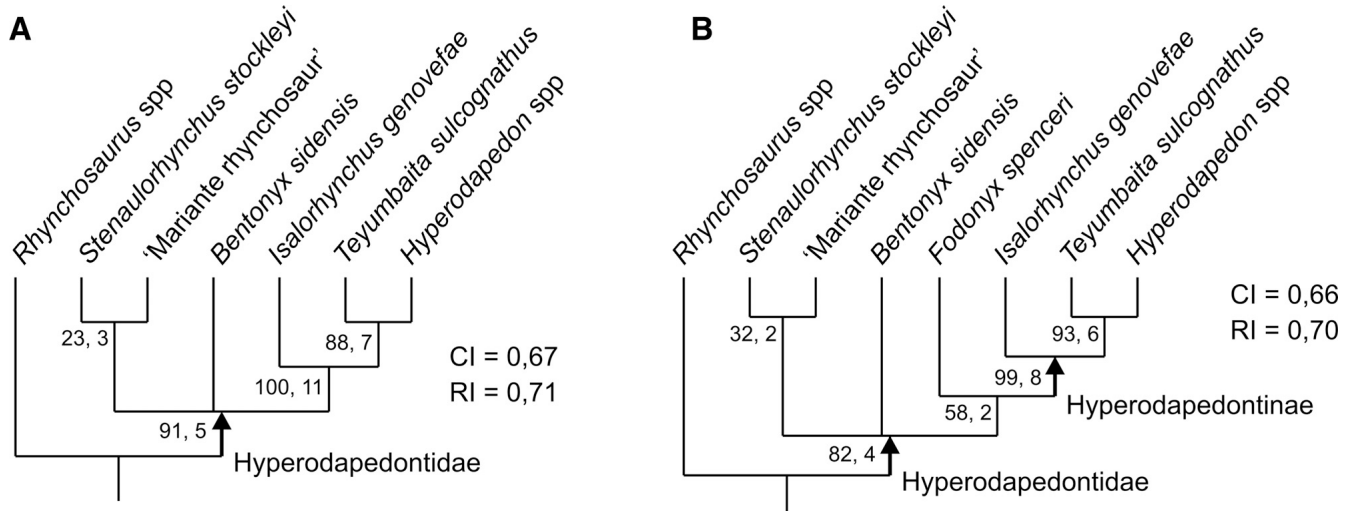 A
Rhynchosaurus spp
Stenaulorhynchus stockleyi
‘Mariante rhynchosaur’
Bentonyx sidensis
Isalorhynchus genovefae
Teyumbaita sulcognathus
Hyperodapedon spp
23, 3
88, 7
100, 11
91, 5
CI = 0,67
RI = 0,71
Hyperodapedontidae
B
Rhynchosaurus spp
Stenaulorhynchus stockleyi
‘Mariante rhynchosaur’
Bentonyx sidensis
Fodonyx spenceri
Isalorhynchus genovefae
Teyumbaita sulcognathus
Hyperodapedon spp
32, 2
93, 6
99, 8
58, 2
82, 4
CI = 0,66
RI = 0,70
Hyperodapedontinae
Hyperodapedontidae